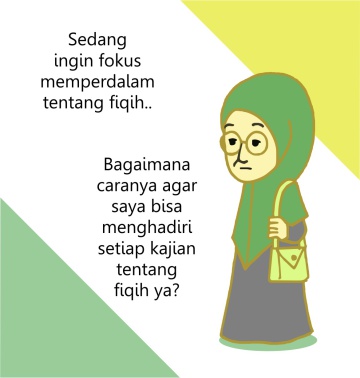 Sedang
ingin fokus
memperdalam
tentang fiqih..
Bagaimana
caranya agar
saya bisa
menghadiri
setiap kajian
tentang
fiqih ya?